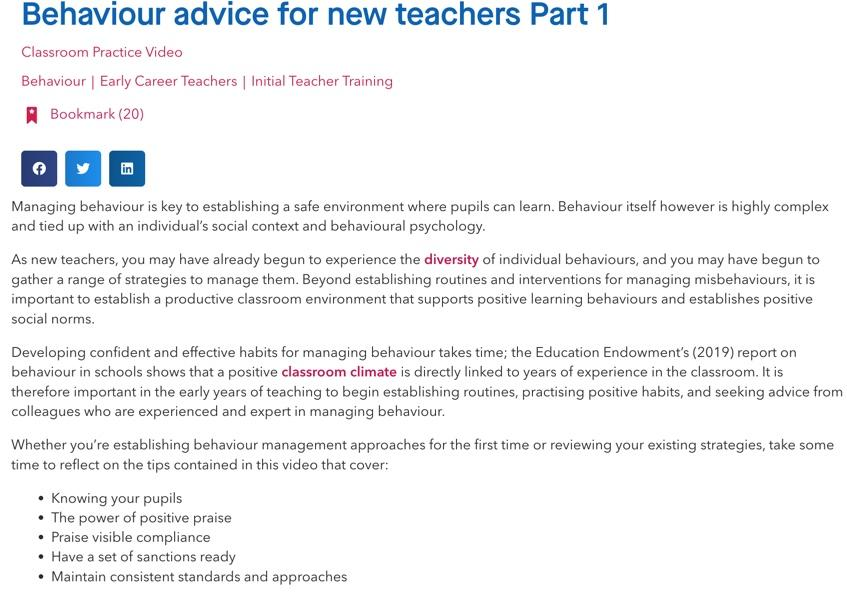 Behaviour advice for new teachers Part 1
Classroom Practice Video
Behaviour | Early Career Teachers | Initial Teacher Training
Bookmark (20)
Managing behaviour is key to establishing a safe environment where pupils can learn. Behaviour itself however is highly complex
and tied up with an individual’s social context and behavioural psychology.
As new teachers, you may have already begun to experience the diversity of individual behaviours, and you may have begun to
gather a range of strategies to manage them. Beyond establishing routines and interventions for managing misbehaviours, it is
important to establish a productive classroom environment that supports positive learning behaviours and establishes positive
social norms.
Developing confident and effective habits for managing behaviour takes time; the Education Endowment’s (2019) report on
behaviour in schools shows that a positive classroom climate is directly linked to years of experience in the classroom. It is
therefore important in the early years of teaching to begin establishing routines, practising positive habits, and seeking advice from
colleagues who are experienced and expert in managing behaviour.
Whether you’re establishing behaviour management approaches for the first time or reviewing your existing strategies, take some
time to reflect on the tips contained in this video that cover:
• Knowing your pupils
• The power of positive praise
• Praise visible compliance
• Have a set of sanctions ready
• Maintain consistent standards and approaches